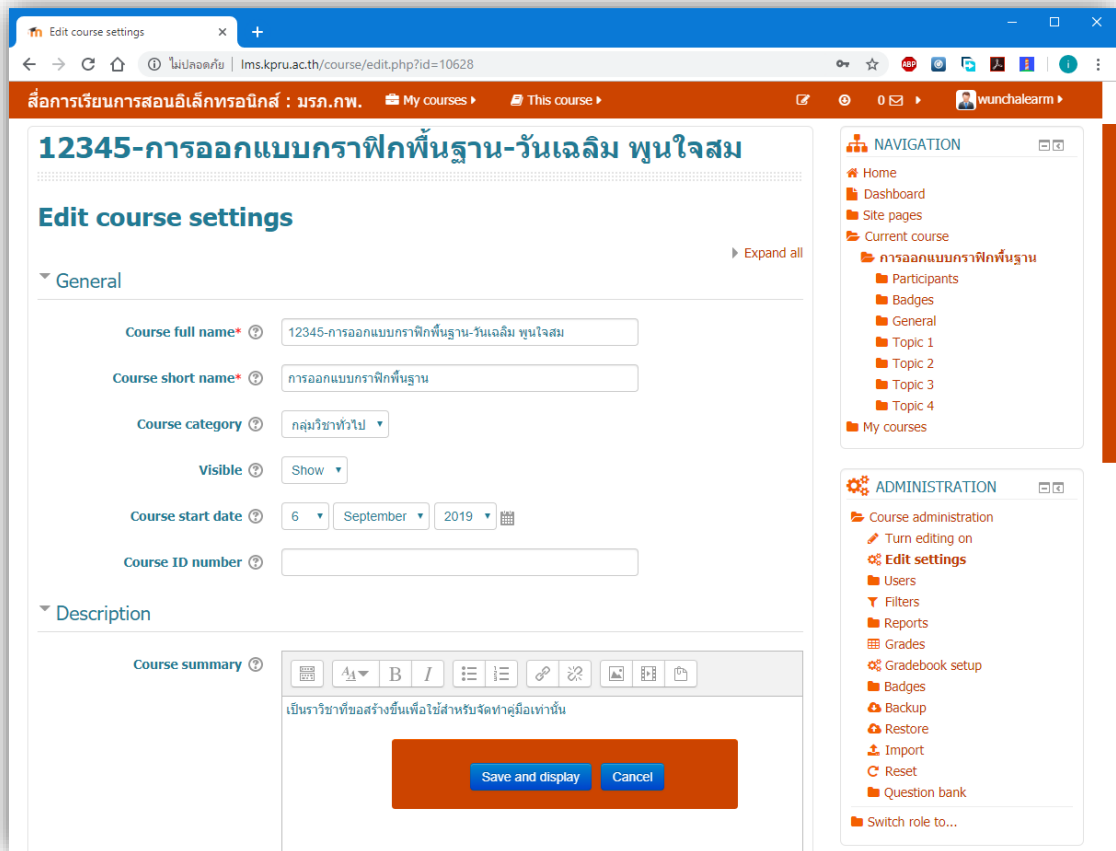 Edit course settings
ไม่ปลอดภัย | lms.kpru.ac.th/course/edit.php?id=10628
ABP
i
สื่อการเรียนการสอนอิเล็กทรอนิกส์ : มรภ.กพ. My courses This course 0 wunchalearm
12345-การออกแบบกราฟิกพื้นฐาน-วันเฉลิม พูนใจสม
Edit course settings
Expand all
General
Course full name* 12345-การออกแบบกราฟิกพื้นฐาน-วันเฉลิม พูนใจสม
Course short name* การออกแบบกราฟิกพื้นฐาน
Course category กลุ่มวิชาทั่วไป
Visible Show
Course start date 6 September 2019
Course ID number
Description
Course summary
เป็นราวิชาที่ขอสร้างขึ้นเพื่อใช้สำหรับจัดทำคู่มือเท่านั้น
Save and display Cancel
NAVIGATION
Home
Dashboard
Site pages
Current course
การออกแบบกราฟิกพื้นฐาน
Participants
Badges
General
Topic 1
Topic 2
Topic 3
Topic 4
My courses
ADMINISTRATION
Course administration
Turn editing on
Edit settings
Users
Filters
Reports
Grades
Gradebook setup
Badges
Backup
Restore
Import
Reset
Question bank
Switch role to...